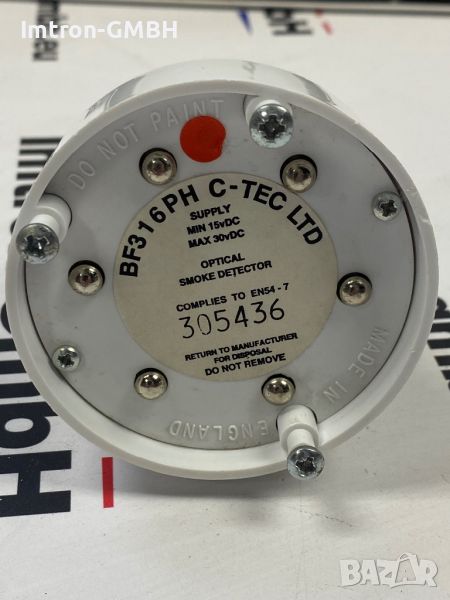 Imtron-GMBH
DO NOT PAINT
BF316PH C-TEC LTD
SUPPLY
MIN 15vDC
MAX 30vDC
OPTICAL
SMOKE DETECTOR
COMPLIES TO EN54-7
305436
RETURN TO MANUFACTURER
FOR DISPOSAL
DO NOT REMOVE
MADE IN
ENGLAND
BAZAR